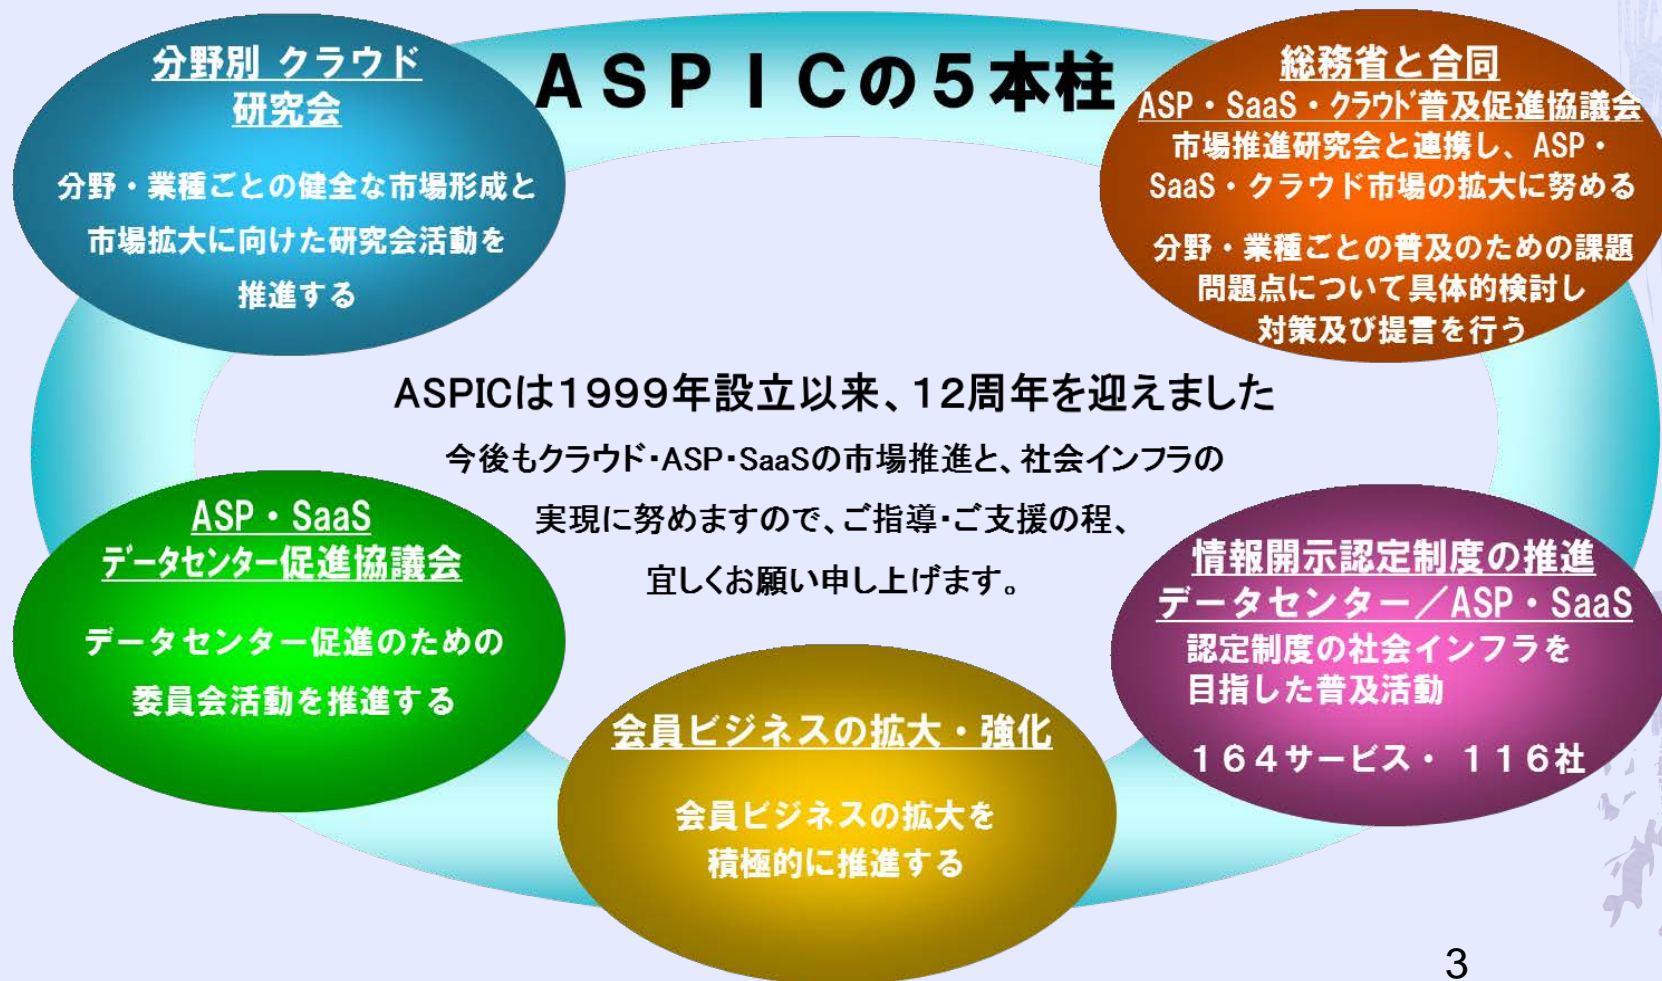 ＡＳＰＩＣの５本柱
分野別 クラウド
研究会
分野・業種ごとの健全な市場形成と
市場拡大に向けた研究会活動を
推進する
総務省と合同
ASP・SaaS・クラウド普及促進協議会
市場推進研究会と連携し、ASP・
SaaS・クラウド市場の拡大に努める
分野・業種ごとの普及のための課題
問題点について具体的検討し
対策及び提言を行う
ASPICは１９９９年設立以来、１２周年を迎えました
今後もクラウド・ASP・SaaSの市場推進と、社会インフラの
実現に努めますので、ご指導・ご支援の程、
宜しくお願い申し上げます。
ASP・SaaS
データセンター促進協議会
データセンター促進のための
委員会活動を推進する
情報開示認定制度の推進
データセンター／ASP・SaaS
認定制度の社会インフラを
目指した普及活動
１６４サービス・ １１６社
会員ビジネスの拡大・強化
会員ビジネスの拡大を
積極的に推進する
3